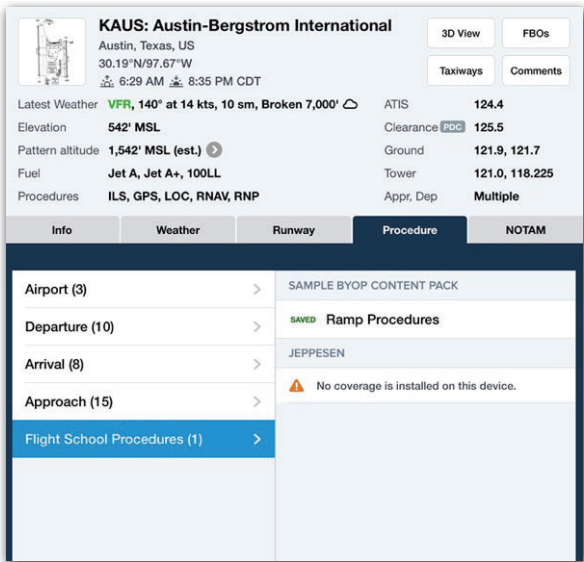 KAUS: Austin-Bergstrom International
Austin, Texas, US
30.19°N/97.67°W
6:29 AM 8:35 PM CDT
3D View
FBOs
Taxiways
Comments
Latest Weather VFR, 140° at 14 kts, 10 sm, Broken 7,000'
Elevation 542' MSL
Pattern altitude 1,542' MSL (est.)
Fuel Jet A, Jet A+, 100LL
Procedures ILS, GPS, LOC, RNAV, RNP
ATIS 124.4
Clearance PDC 125.5
Ground 121.9, 121.7
Tower 121.0, 118.225
Appr, Dep Multiple
Info Weather Runway Procedure NOTAM
Airport (3)
Departure (10)
Arrival (8)
Approach (15)
Flight School Procedures (1)
SAMPLE BYOP CONTENT PACK
SAVED Ramp Procedures
JEPPESEN
No coverage is installed on this device.